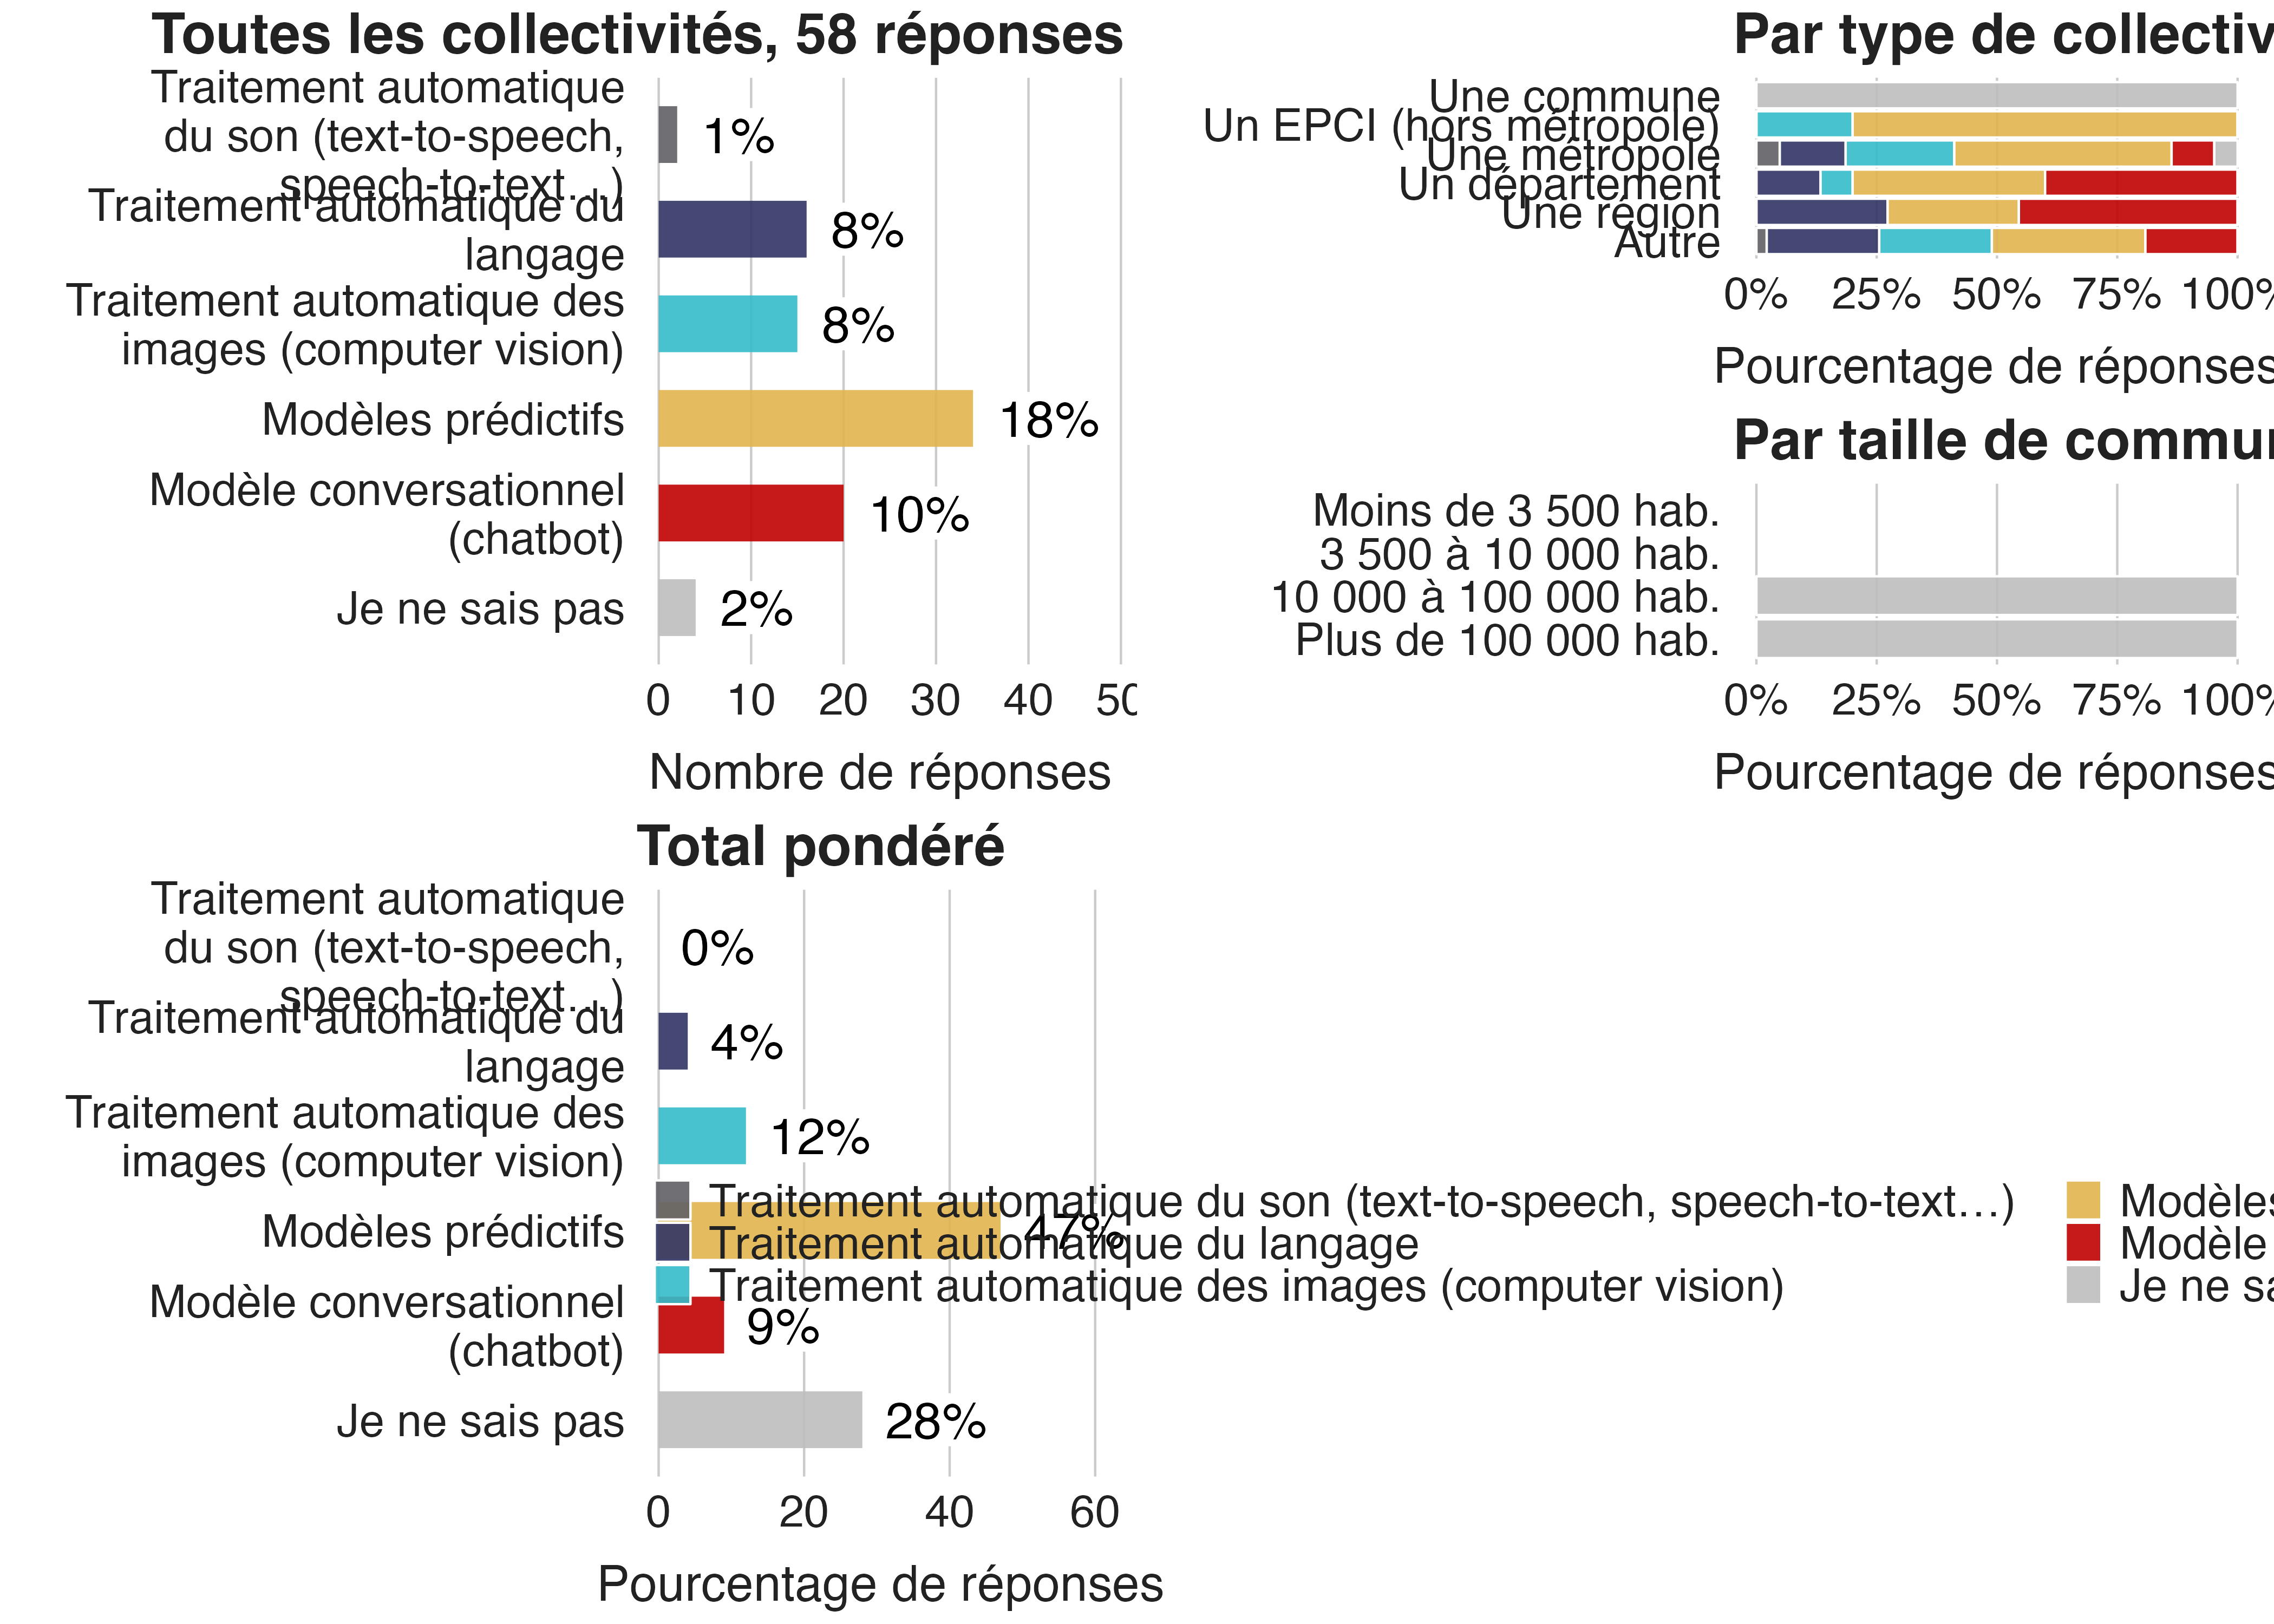 Toutes les collectivités, 58 réponses
Traitement automatique
du son (text-to-speech,
speech-to-text…)
1%
Traitement automatique du
langage
8%
Traitement automatique des
images (computer vision)
8%
Modèles prédictifs
18%
Modèle conversationnel
(chatbot)
10%
Je ne sais pas
2%
0 10 20 30 40 50
Nombre de réponses
Par type de collectiv
Une commune
Un EPCI (hors métropole)
Une métropole
Un département
Une région
Autre
0% 25% 50% 75% 100%
Pourcentage de réponses
Par taille de commun
Moins de 3 500 hab.
3 500 à 10 000 hab.
10 000 à 100 000 hab.
Plus de 100 000 hab.
0% 25% 50% 75% 100%
Pourcentage de réponses
Total pondéré
Traitement automatique
du son (text-to-speech,
speech-to-text…)
0%
Traitement automatique du
langage
4%
Traitement automatique des
images (computer vision)
12%
Modèles prédictifs
47%
Modèle conversationnel
(chatbot)
9%
Je ne sais pas
28%
0 20 40 60
Pourcentage de réponses
Traitement automatique du son (text-to-speech, speech-to-text…)
Traitement automatique du langage
Traitement automatique des images (computer vision)
Modèles
Modèle
Je ne sa